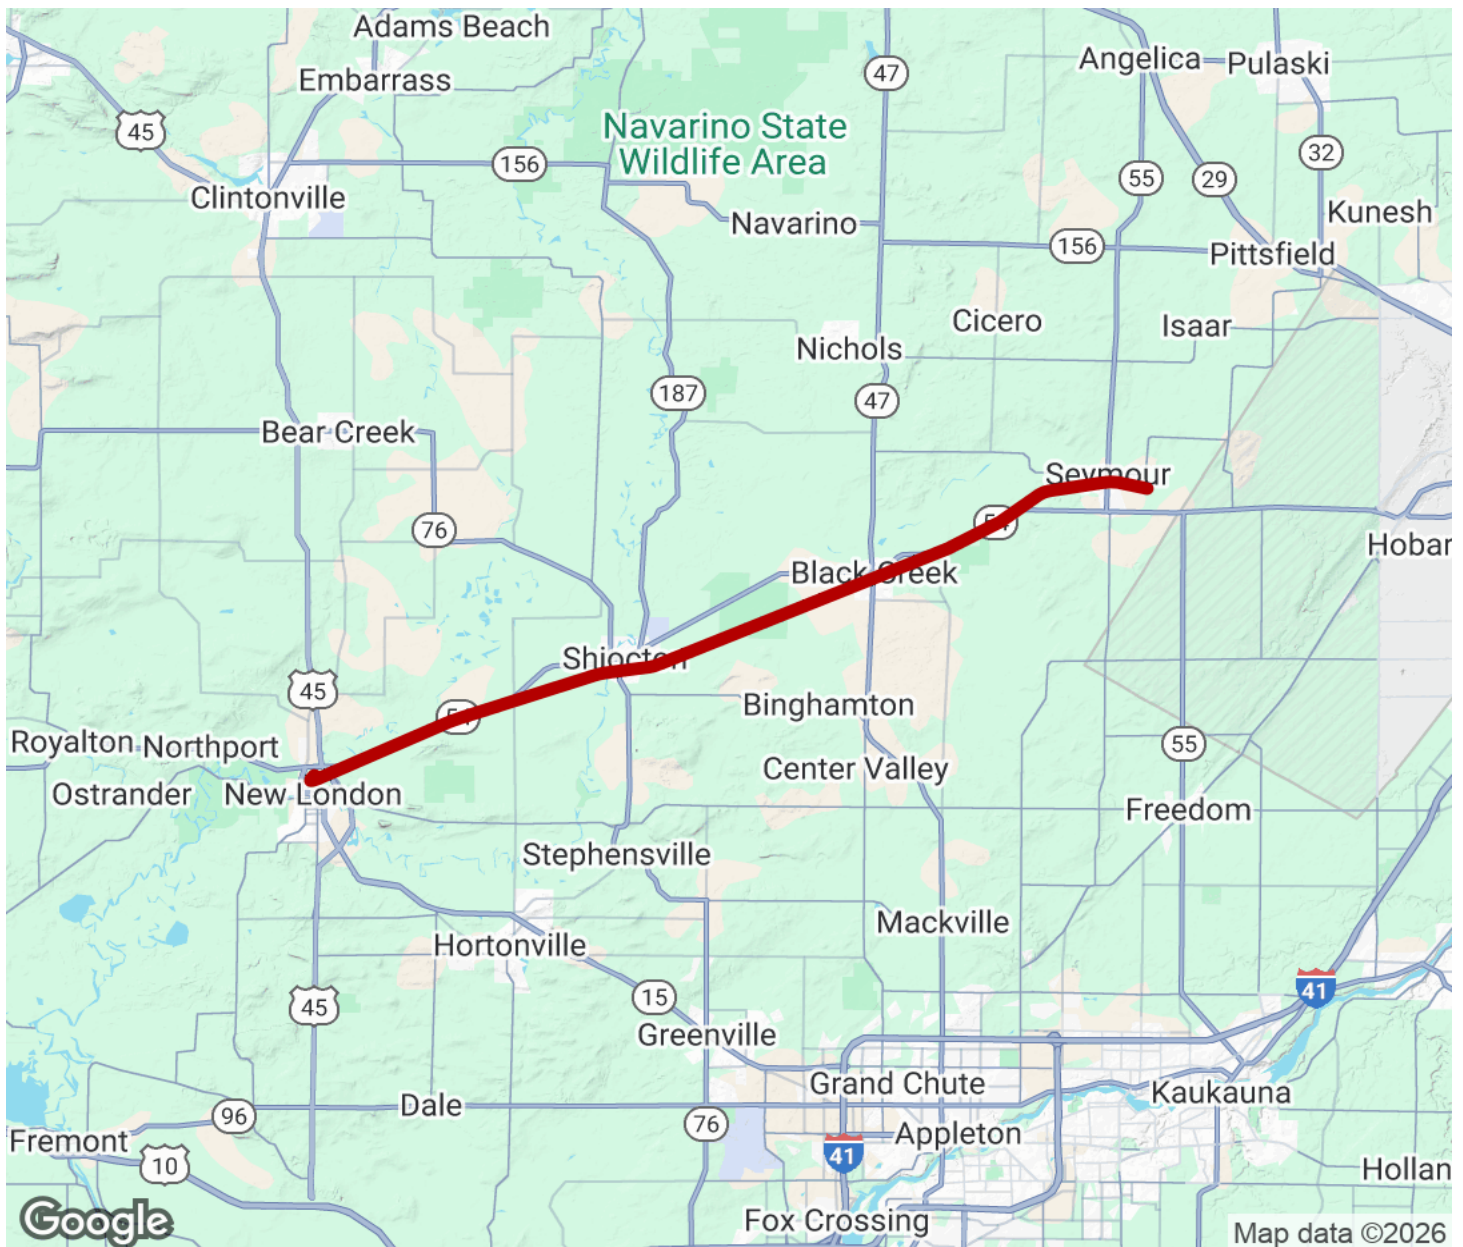 Adams Beach
Embarrass
47
Angelica
Pulaski
45
Navarino State
Wildlife Area
156
32
55
29
Clintonville
Navarino
Kunesh
156
Pittsfield
Cicero
Isaar
Nichols
187
47
Bear Creek
Seymour
76
54
Hobar
Black Creek
Shiocton
45
54
Binghamton
Royalton
Northport
55
Center Valley
Ostrander
New London
Freedom
Stephensville
Mackville
Hortonville
41
15
45
Greenville
Grand Chute
Kaukauna
Dale
96
76
Appleton
Fremont
10
41
Hollan
Fox Crossing
Google
Map data ©2026